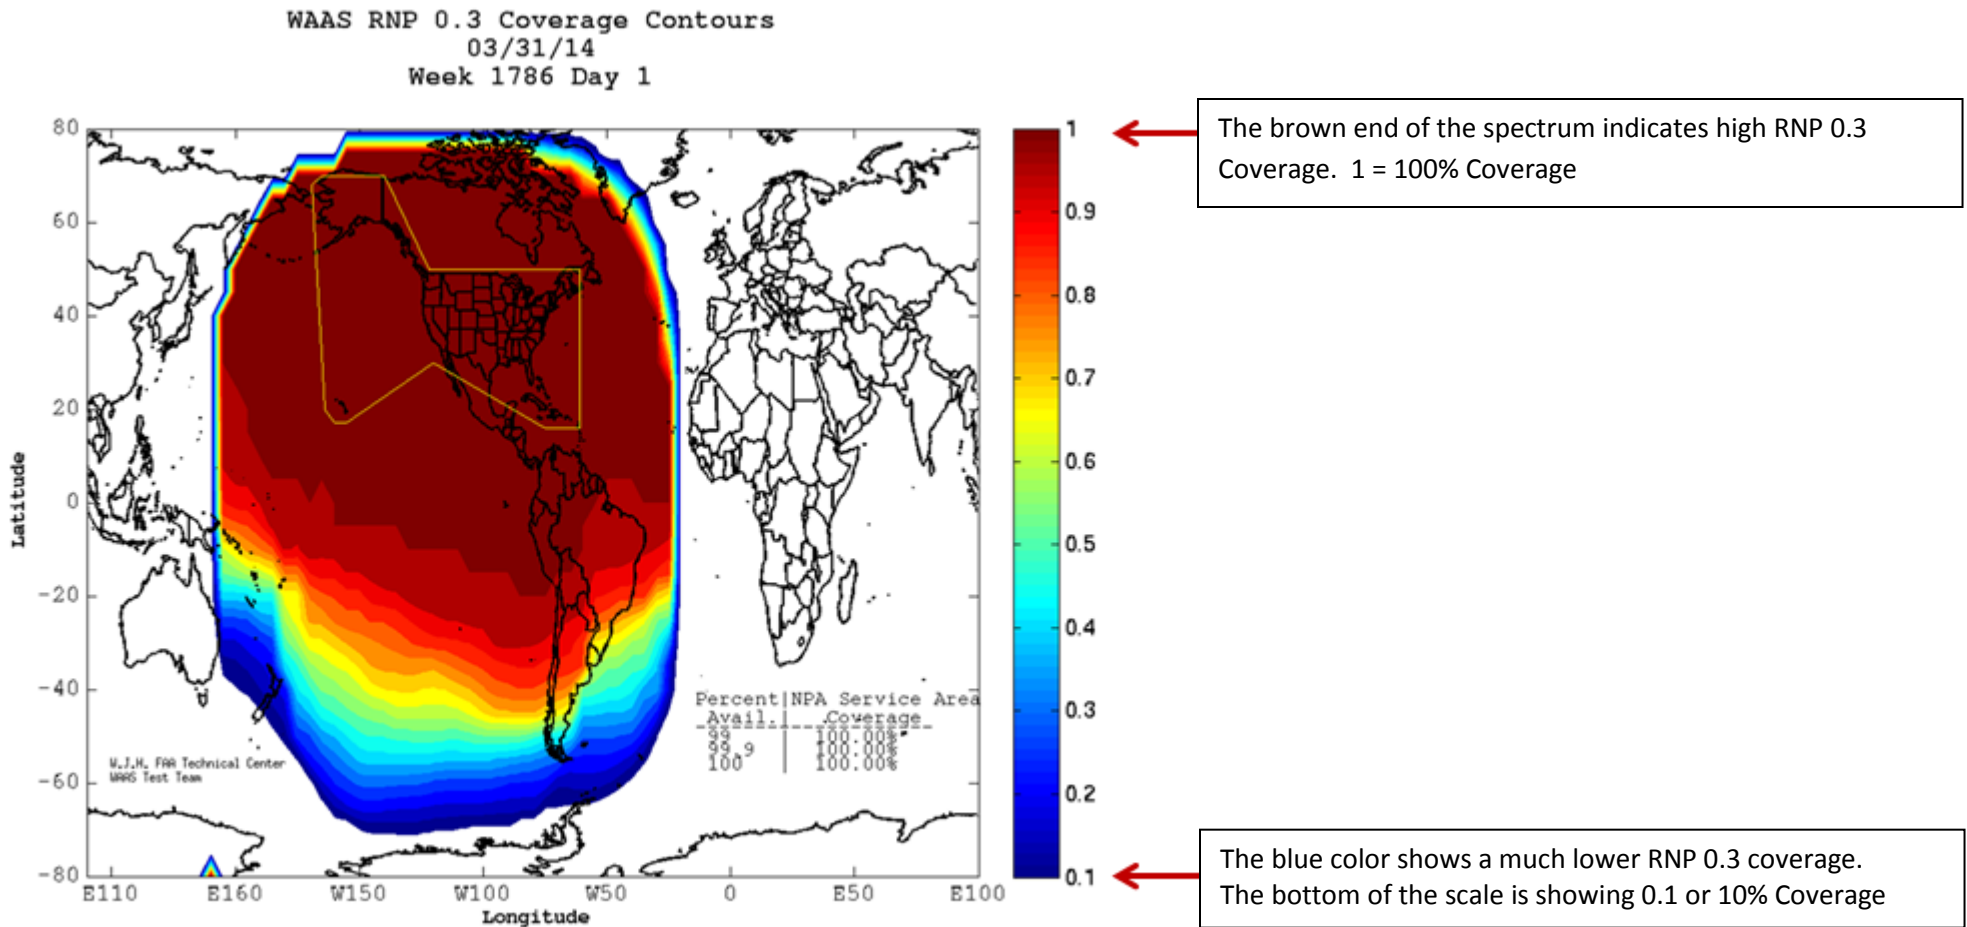 WAAS RNP 0.3 Coverage Contours
03/31/14
Week 1786 Day 1
80
60
40
20
0
-20
-40
-60
-80
Latitude
E110 E160 W150 W100 W50 0 E50 E100
Longitude
Percent|NPA Service Area
Avail.| Coverage
99 | 100.00%
99.9 | 100.00%
100 | 100.00%
W.J.H. FAA Technical Center
WAAS Test Team
1
0.9
0.8
0.7
0.6
0.5
0.4
0.3
0.2
0.1
The brown end of the spectrum indicates high RNP 0.3
Coverage. 1 = 100% Coverage
The blue color shows a much lower RNP 0.3 coverage.
The bottom of the scale is showing 0.1 or 10% Coverage